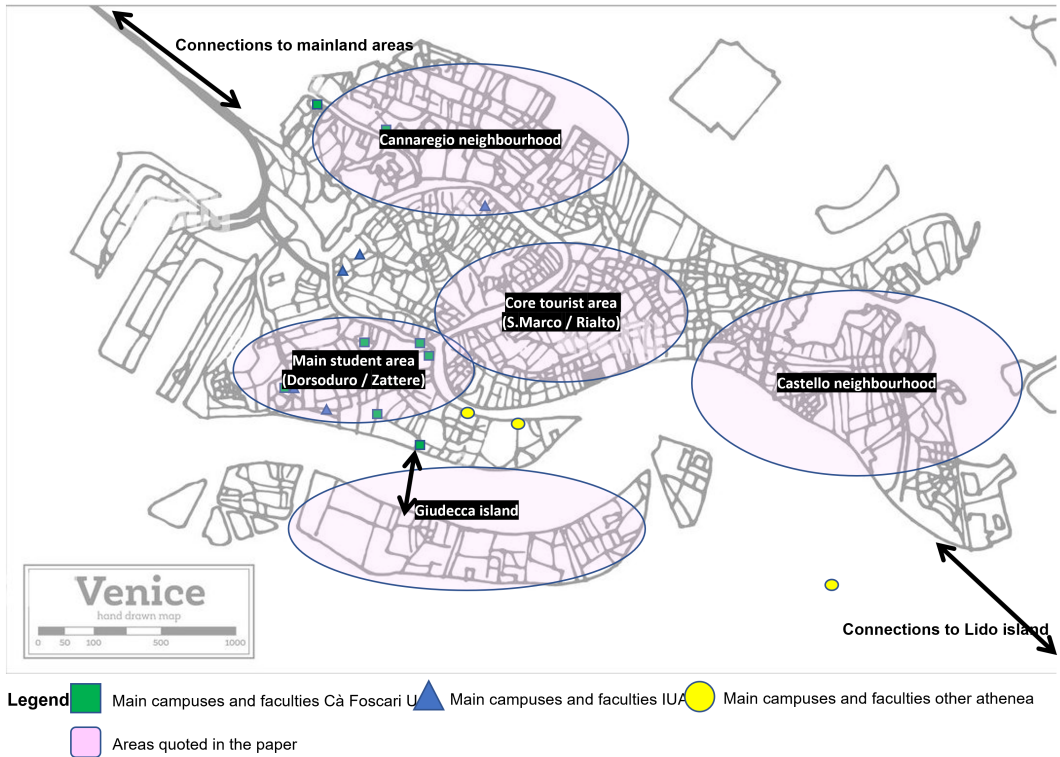 Connections to mainland areas
Cannaregio neighbourhood
Core tourist area
(S.Marco / Rialto)
Main student area
(Dorsoduro / Zattere)
Castello neighbourhood
Giudecca island
Venice
hand drawn map
0 50 100 500 1000
Connections to Lido island
Legend
Main campuses and faculties Cà Foscari U
Main campuses and faculties IUA
Main campuses and faculties other athenea
Areas quoted in the paper